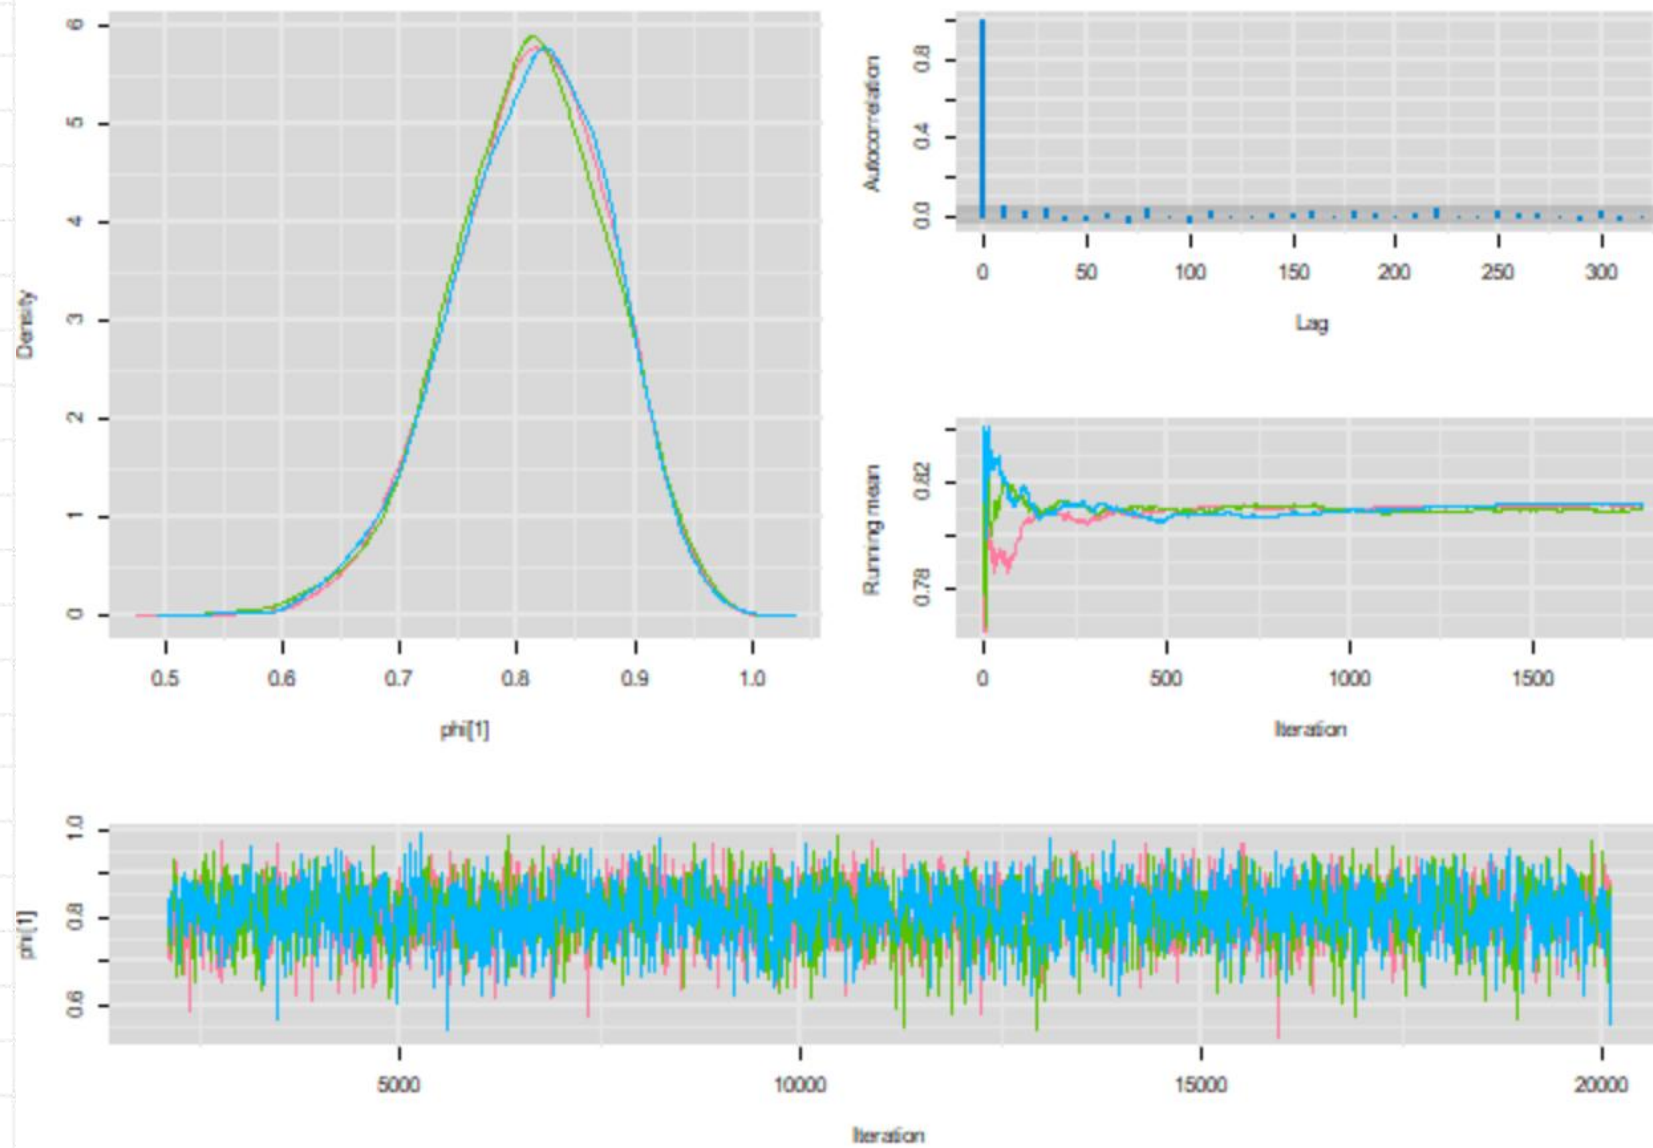 6
5
4
3
2
1
0
Density
0.5 0.6 0.7 0.8 0.9 1.0
phi[1]
0.8
0.4
0.0
Autocorrelation
0 50 100 150 200 250 300
Lag
0.82
0.78
Running mean
0 500 1000 1500
Iteration
1.0
0.8
0.6
phi[1]
5000 10000 15000 20000
Iteration